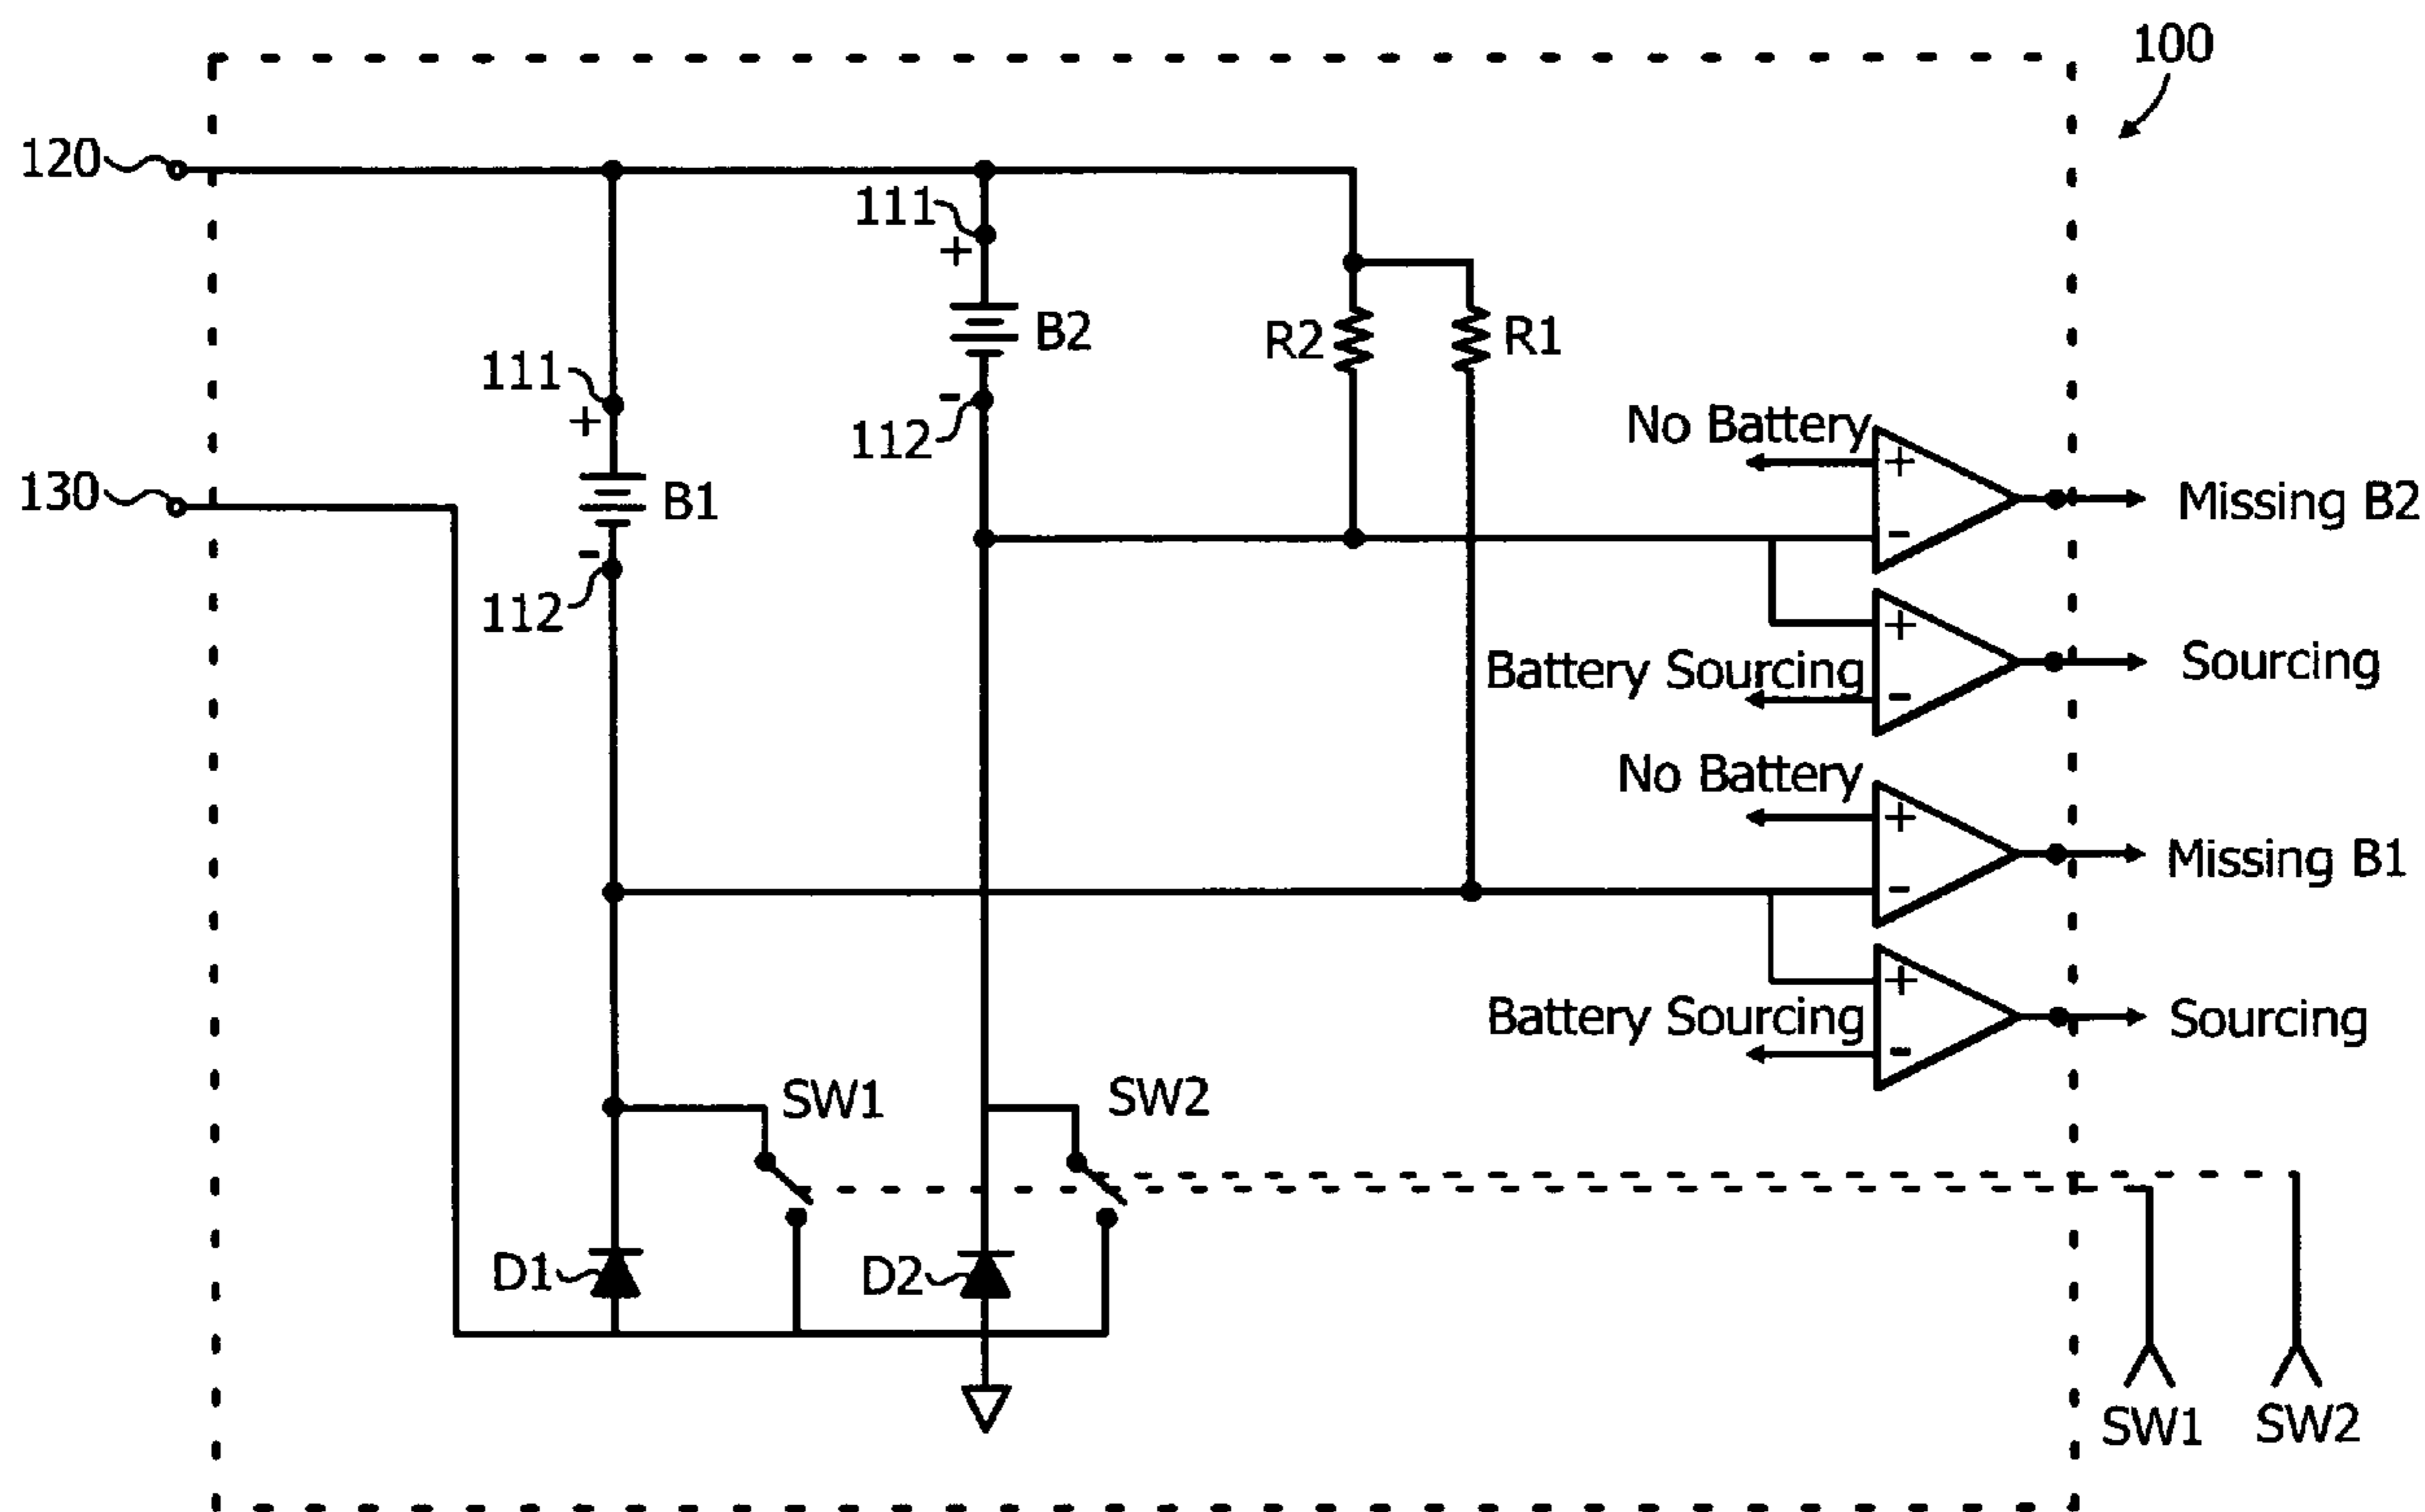 100
120
111
+
B2
R2
R1
111
+
-
112
No Battery
+
-
Missing B2
130
B1
-
112
+
-
Battery Sourcing
Sourcing
No Battery
+
-
Missing B1
+
-
Battery Sourcing
Sourcing
SW1
SW2
D1
D2
SW1
SW2